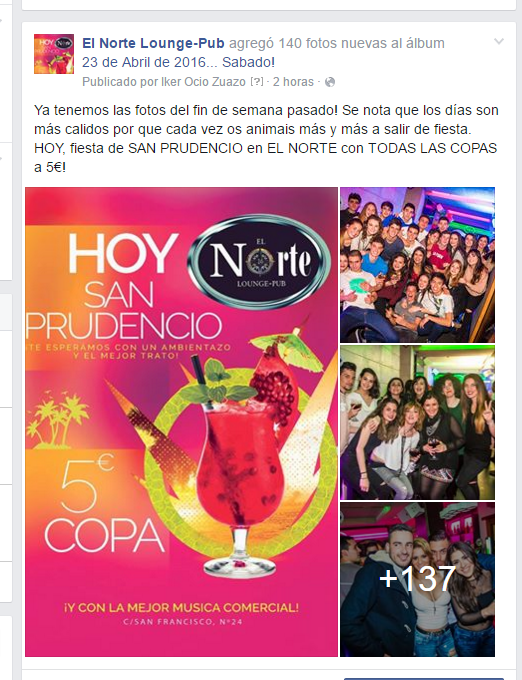 El Norte Lounge-Pub agregó 140 fotos nuevas al álbum
23 de Abril de 2016... Sabado!
Publicado por Iker Ocio Zuazo [?] · 2 horas ·
Ya tenemos las fotos del fin de semana pasado! Se nota que los días son
más calidos por que cada vez os animais más y más a salir de fiesta.
HOY, fiesta de SAN PRUDENCIO en EL NORTE con TODAS LAS COPAS
a 5€!
HOY
SAN
PRUDENCIO
TE ESPERAMOS CON UN AMBIENTAZO
Y EL MEJOR TRATO!
EL
Norte
LOUNGE-PUB
5€
COPA
¡Y CON LA MEJOR MUSICA COMERCIAL!
C/SAN FRANCISCO, Nº24
+137